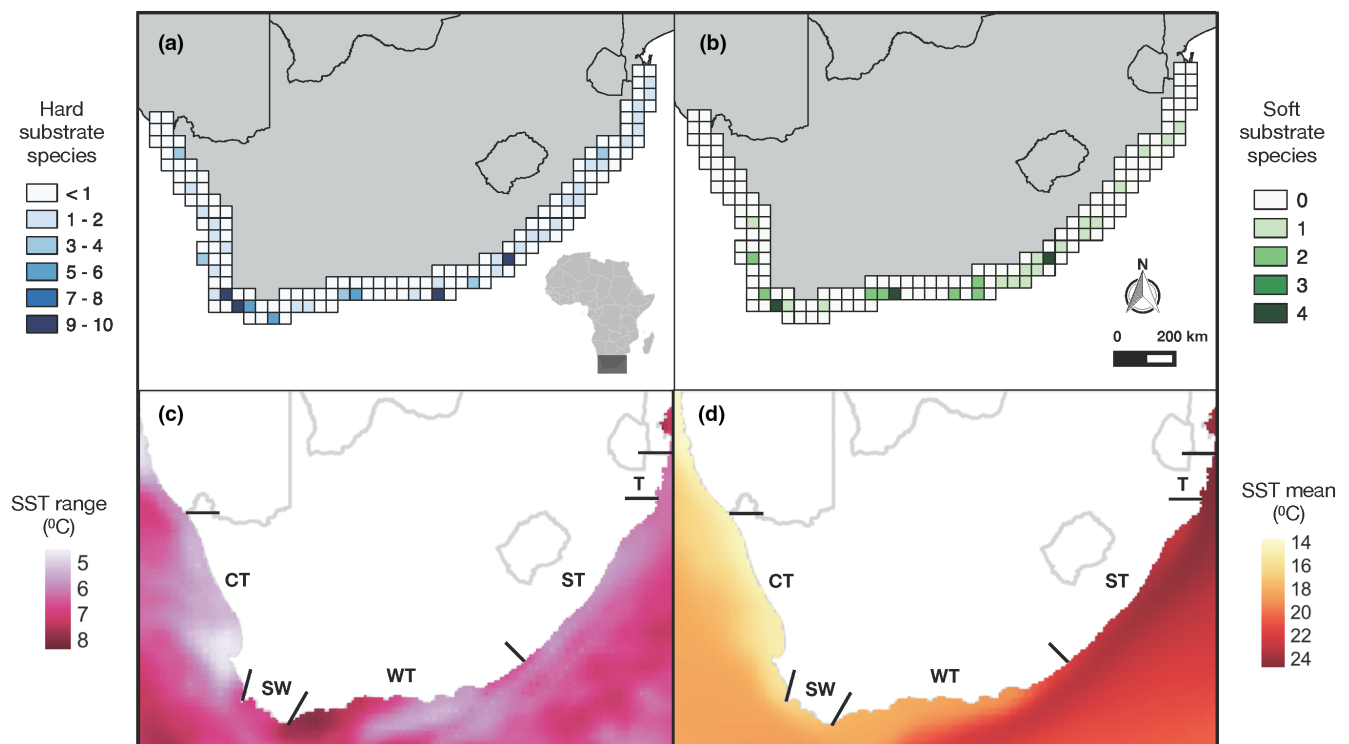 (a)
(b)
Hard
substrate
species
< 1
1 - 2
3 - 4
5 - 6
7 - 8
9 - 10
Soft
substrate
species
0
1
2
3
4
N
0 200 km
(c)
(d)
SST range
(⁰C)
5
6
7
8
CT
SW
WT
ST
T
CT
SW
WT
ST
T
SST mean
(⁰C)
14
16
18
20
22
24